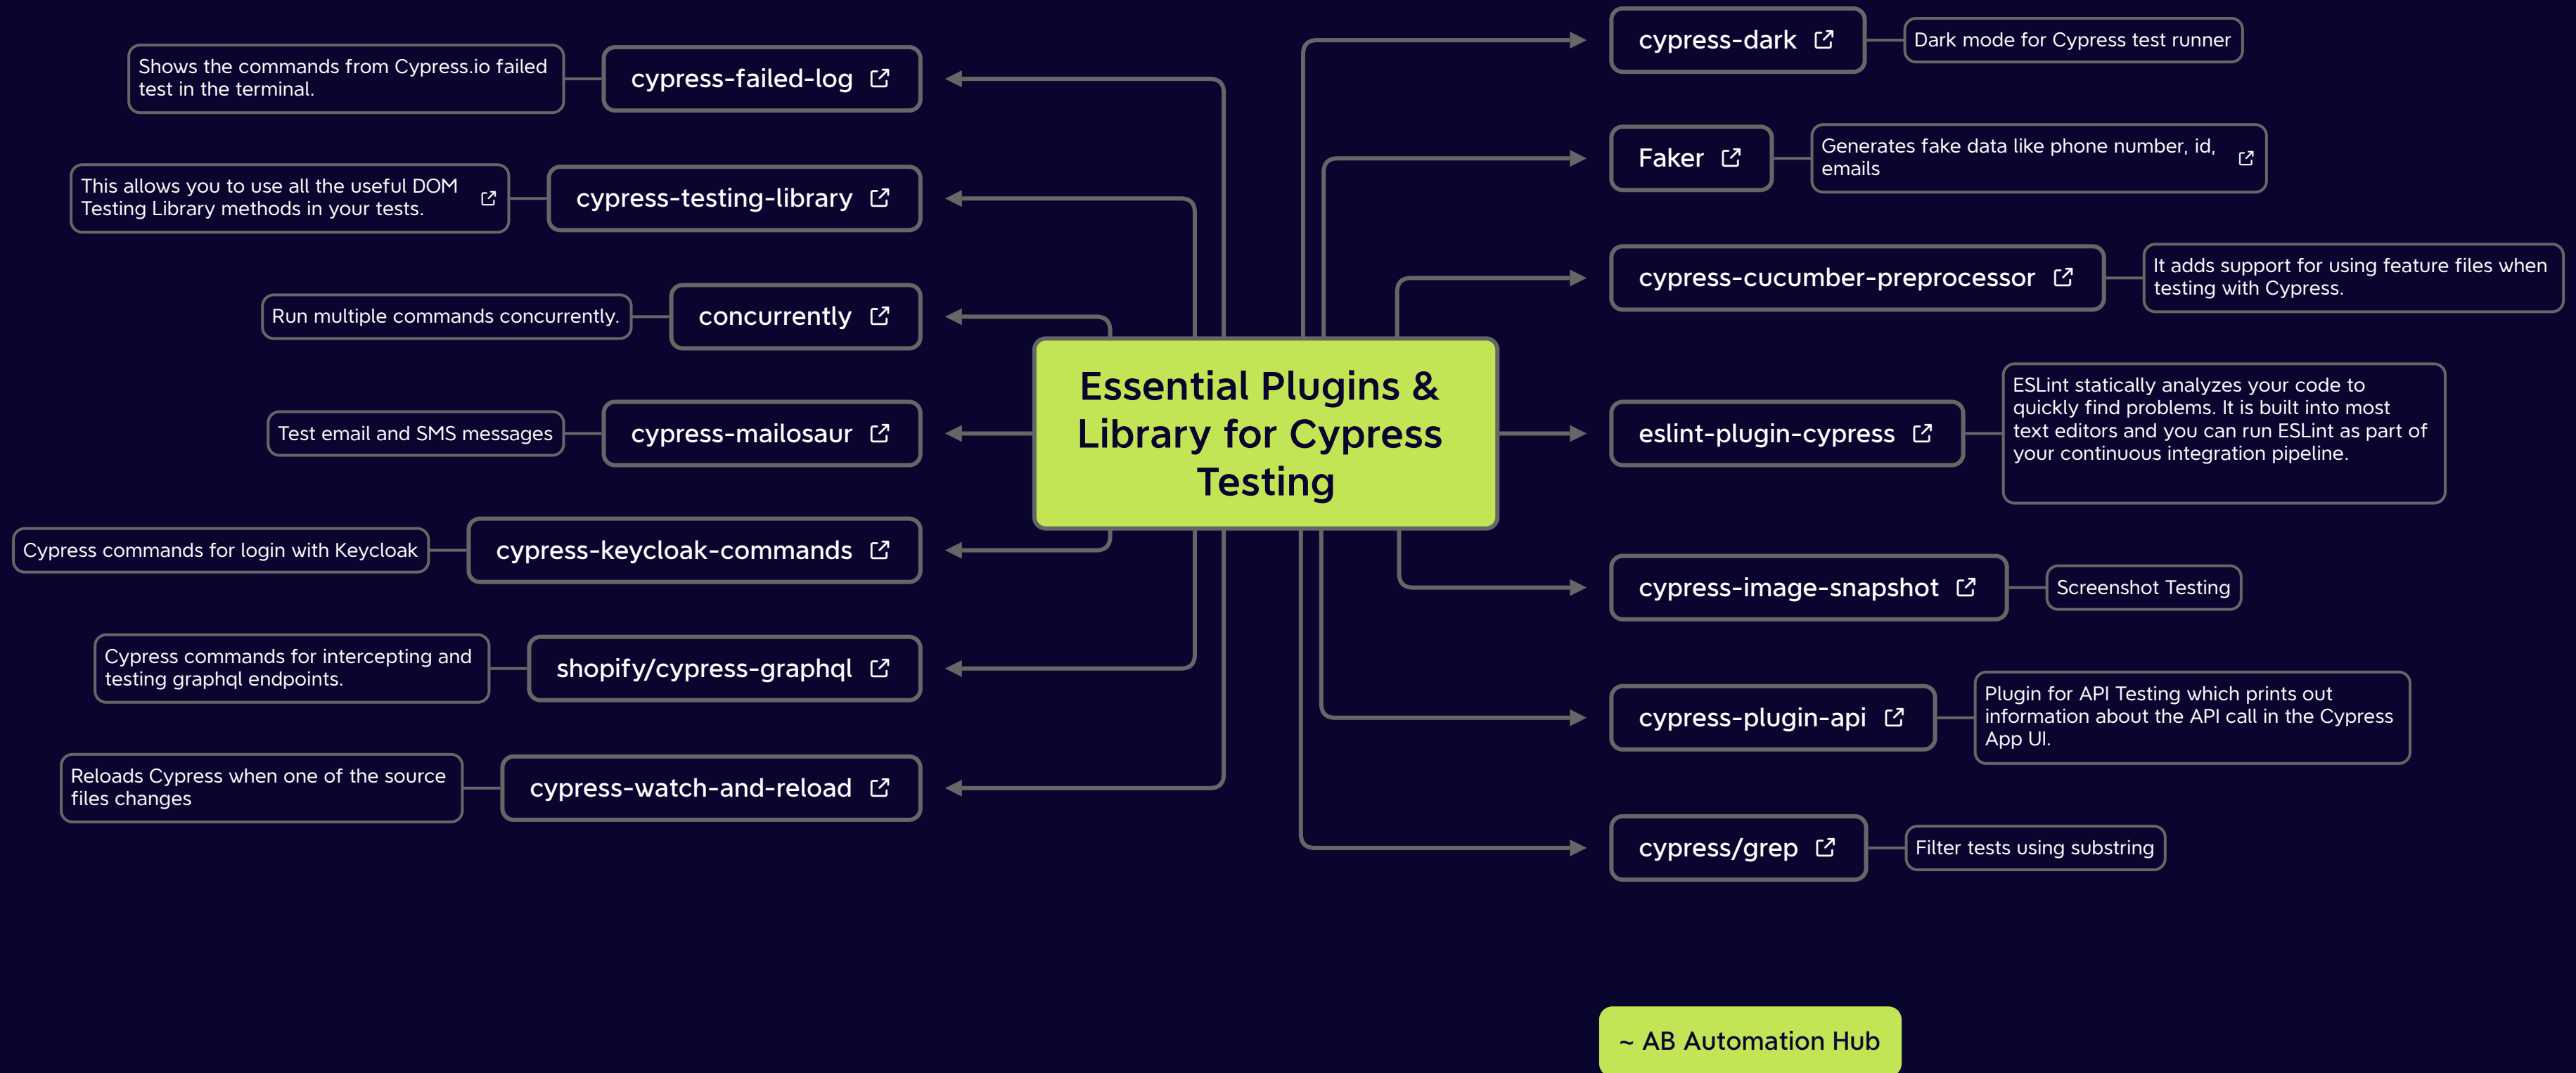 Essential Plugins &
Library for Cypress
Testing
cypress-failed-log
Shows the commands from Cypress.io failed
test in the terminal.
cypress-testing-library
This allows you to use all the useful DOM
Testing Library methods in your tests.
concurrently
Run multiple commands concurrently.
cypress-mailosaur
Test email and SMS messages
cypress-keycloak-commands
Cypress commands for login with Keycloak
shopify/cypress-graphql
Cypress commands for intercepting and
testing graphql endpoints.
cypress-watch-and-reload
Reloads Cypress when one of the source
files changes
cypress-dark
Dark mode for Cypress test runner
Faker
Generates fake data like phone number, id,
emails
cypress-cucumber-preprocessor
It adds support for using feature files when
testing with Cypress.
eslint-plugin-cypress
ESLint statically analyzes your code to
quickly find problems. It is built into most
text editors and you can run ESLint as part of
your continuous integration pipeline.
cypress-image-snapshot
Screenshot Testing
cypress-plugin-api
Plugin for API Testing which prints out
information about the API call in the Cypress
App UI.
cypress/grep
Filter tests using substring
~ AB Automation Hub